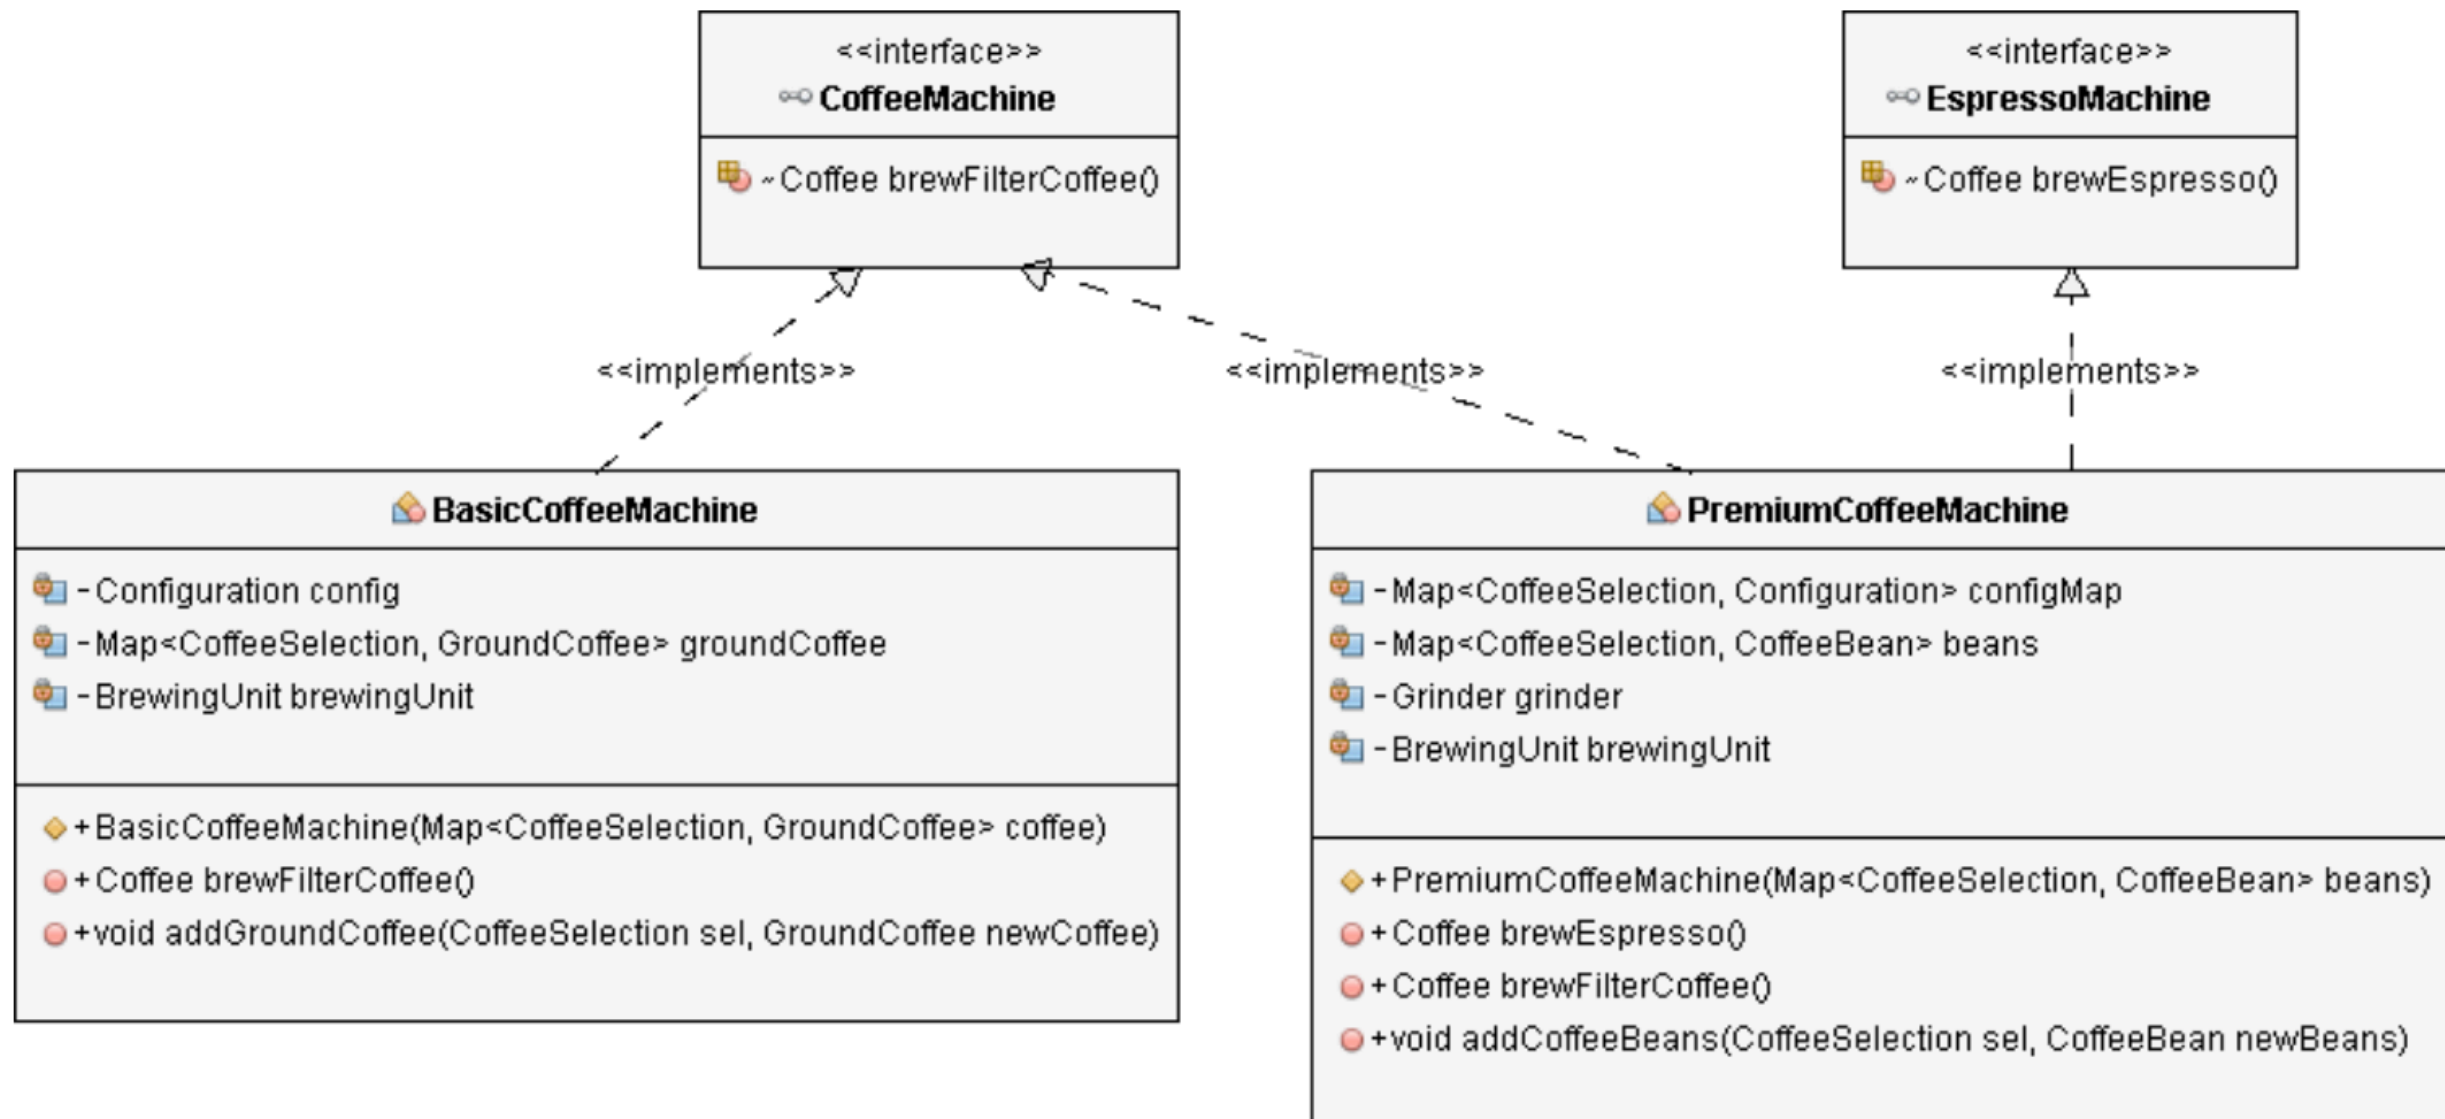 <<interface>>
CoffeeMachine
~Coffee brewFilterCoffee()
<<interface>>
EspressoMachine
~Coffee brewEspresso()
<<implements>>
<<implements>>
<<implements>>
BasicCoffeeMachine
-Configuration config
-Map<CoffeeSelection, GroundCoffee> groundCoffee
-BrewingUnit brewingUnit
+BasicCoffeeMachine(Map<CoffeeSelection, GroundCoffee> coffee)
+Coffee brewFilterCoffee()
+void addGroundCoffee(CoffeeSelection sel, GroundCoffee newCoffee)
PremiumCoffeeMachine
-Map<CoffeeSelection, Configuration> configMap
-Map<CoffeeSelection, CoffeeBean> beans
-Grinder grinder
-BrewingUnit brewingUnit
+PremiumCoffeeMachine(Map<CoffeeSelection, CoffeeBean> beans)
+Coffee brewEspresso()
+Coffee brewFilterCoffee()
+void addCoffeeBeans(CoffeeSelection sel, CoffeeBean newBeans)